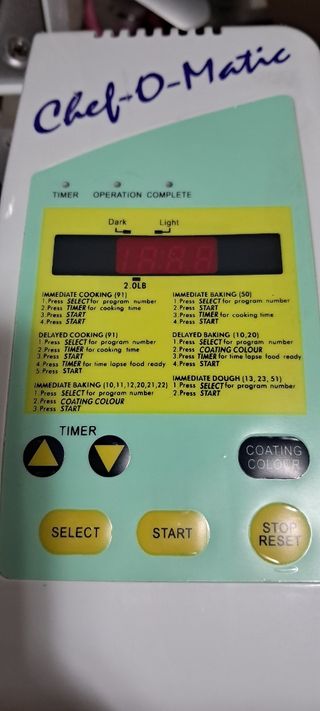 Chef-O-Matic
TIMER OPERATION COMPLETE
Dark Light
2.0LB
IMMEDIATE COOKING (91)
1.Press SELECT for program number
2.Press TIMER for cooking time
3.Press START
4.Press START
DELAYED COOKING (91)
1.Press SELECT for program number
2.Press TIMER for cooking time
3.Press START
4.Press TIMER for time lapse food ready
5.Press START
IMMEDIATE BAKING (10,11,12,20,21,22)
1.Press SELECT for program number
2.Press COATING COLOUR
3.Press START
IMMEDIATE BAKING (50)
1.Press SELECT for program number
2.Press TIMER for cooking time
3.Press START
4.Press START
DELAYED BAKING (10,20)
1.Press SELECT for program number
2.Press COATING COLOUR
3.Press TIMER for time lapse food ready
4.Press START
IMMEDIATE DOUGH (13, 23, 51)
1.Press SELECT for program number
2.Press START
TIMER
COATING
COLOUR
SELECT
START
STOP
RESET